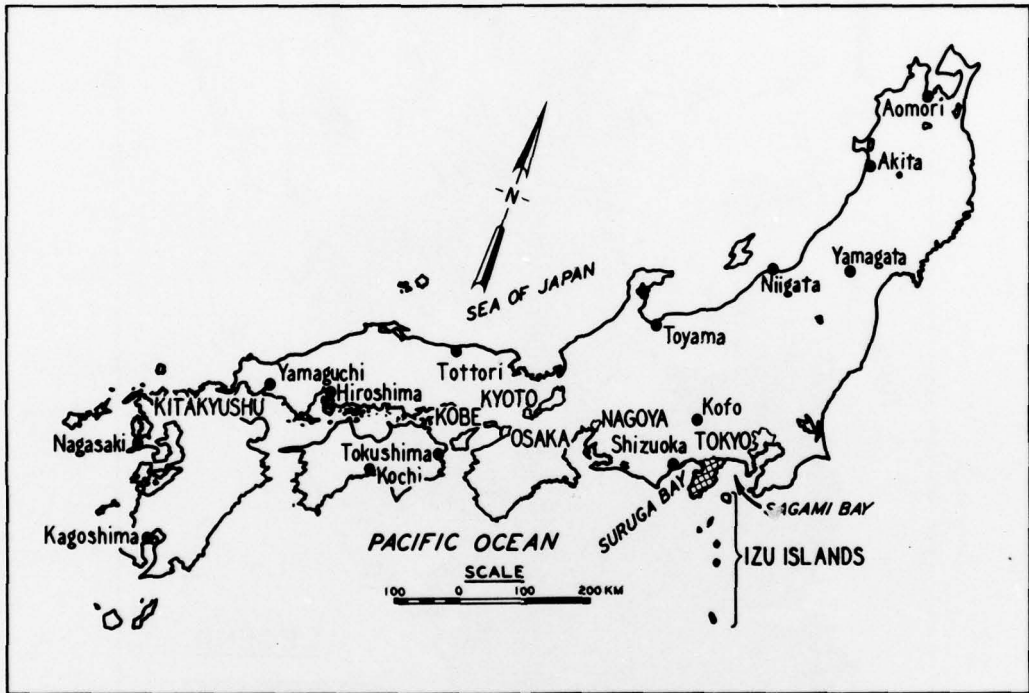 Aomori
Akita
N
Yamagata
Niigata
SEA OF JAPAN
Toyama
Tottori
Yamaguchi
Hiroshima
KITAKYUSHU
KYOTO
KOBE
OSAKA
NAGOYA
Kofo
Shizuoka
TOKYO
Nagasaki
Tokushima
Kochi
SURUGA BAY
SAGAMI BAY
Kagoshima
PACIFIC OCEAN
IZU ISLANDS
SCALE
100 0 100 200 KM